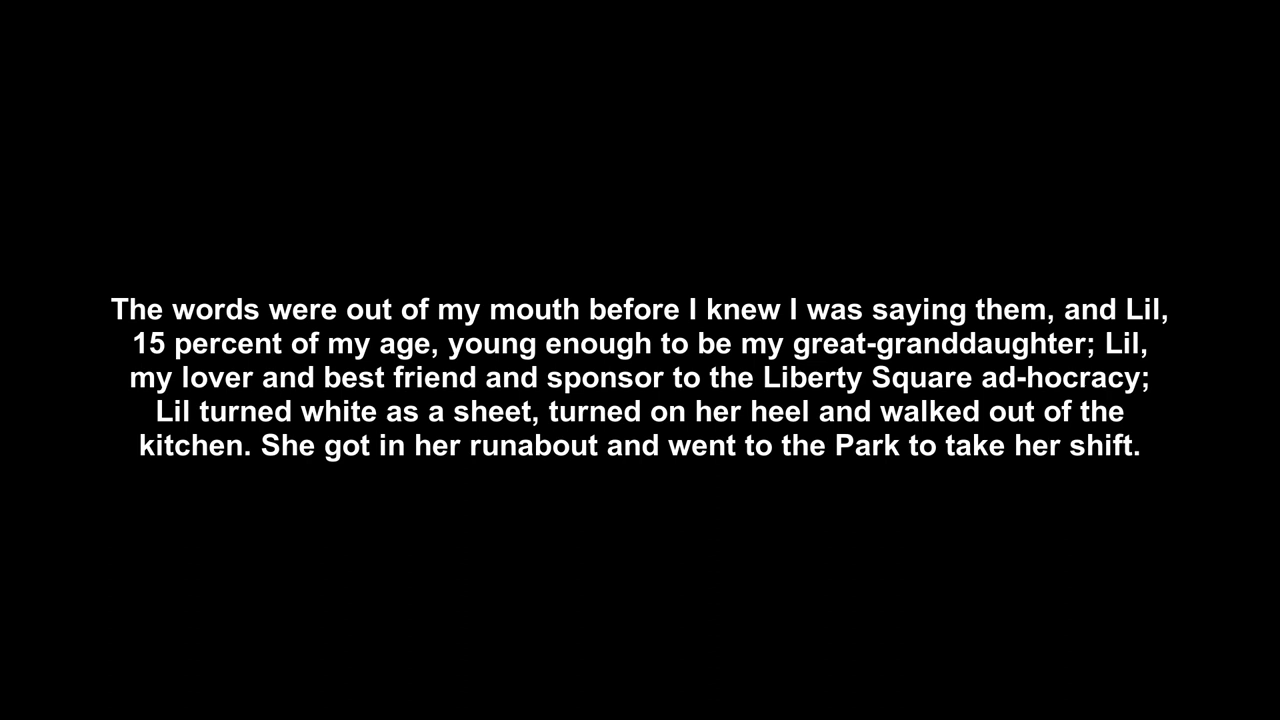 The words were out of my mouth before I knew I was saying them, and Lil,
15 percent of my age, young enough to be my great-granddaughter; Lil,
my lover and best friend and sponsor to the Liberty Square ad-hocracy;
Lil turned white as a sheet, turned on her heel and walked out of the
kitchen. She got in her runabout and went to the Park to take her shift.